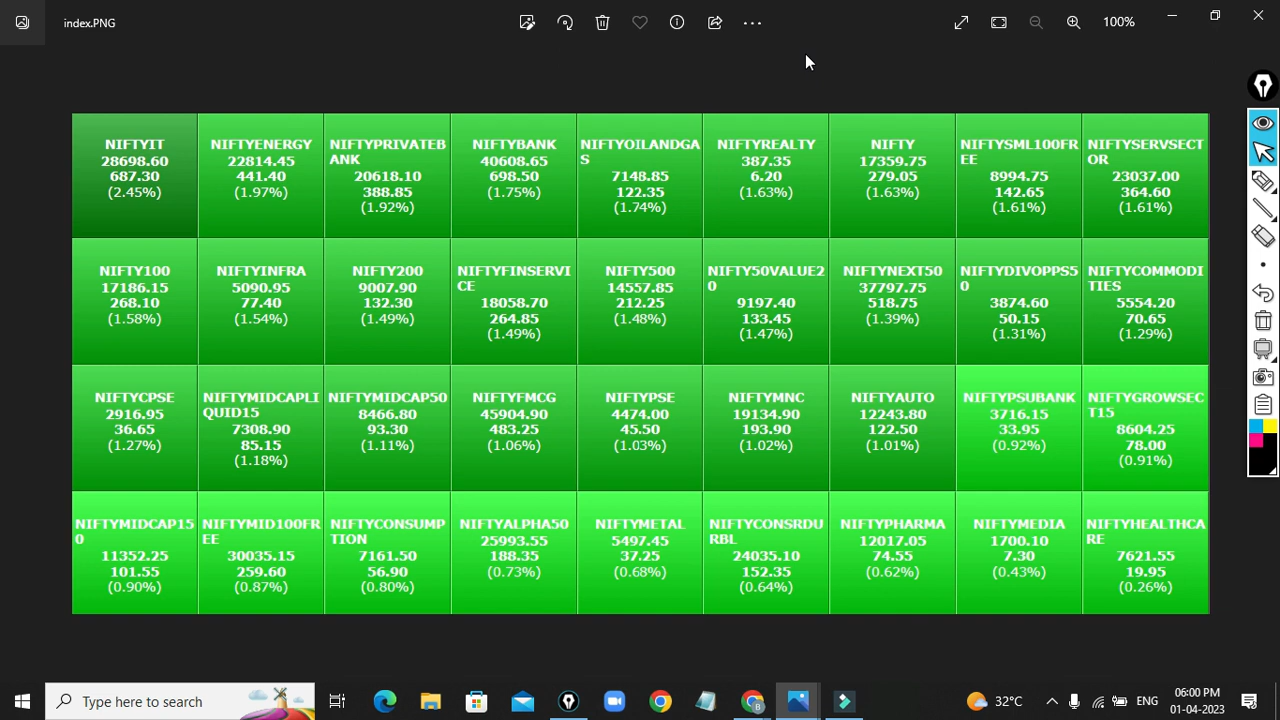 index.PNG
100%
NIFTYIT
28698.60
687.30
(2.45%)
NIFTYENERGY
22814.45
441.40
(1.97%)
NIFTYPRIVATEB
ANK
20618.10
388.85
(1.92%)
NIFTYBANK
40608.65
698.50
(1.75%)
NIFTYOILANDGA
S
7148.85
122.35
(1.74%)
NIFTYREALTY
387.35
6.20
(1.63%)
NIFTY
17359.75
279.05
(1.63%)
NIFTYSML100FR
EE
8994.75
142.65
(1.61%)
NIFTYSERVSECT
OR
23037.00
364.60
(1.61%)
NIFTY100
17186.15
268.10
(1.58%)
NIFTYINFRA
5090.95
77.40
(1.54%)
NIFTY200
9007.90
132.30
(1.49%)
NIFTYFINSERVI
CE
18058.70
264.85
(1.49%)
NIFTY500
14557.85
212.25
(1.48%)
NIFTY50VALUE2
0
9197.40
133.45
(1.47%)
NIFTYNEXT50
37797.75
518.75
(1.39%)
NIFTYDIVOPPS5
0
3874.60
50.15
(1.31%)
NIFTYCOMMODI
TIES
5554.20
70.65
(1.29%)
NIFTYCPSE
2916.95
36.65
(1.27%)
NIFTYMIDCAPLI
QUID15
7308.90
85.15
(1.18%)
NIFTYMIDCAP50
8466.80
93.30
(1.11%)
NIFTYFMCG
45904.90
483.25
(1.06%)
NIFTYPSE
4474.00
45.50
(1.03%)
NIFTYMNC
19134.90
193.90
(1.02%)
NIFTYAUTO
12243.80
122.50
(1.01%)
NIFTYPSUBANK
3716.15
33.95
(0.92%)
NIFTYGROWSEC
T15
8604.25
78.00
(0.91%)
NIFTYMIDCAP15
0
11352.25
101.55
(0.90%)
NIFTYMID100FR
EE
30035.15
259.60
(0.87%)
NIFTYCONSUMP
TION
7161.50
56.90
(0.80%)
NIFTYALPHA50
25993.55
188.35
(0.73%)
NIFTYMETAL
5497.45
37.25
(0.68%)
NIFTYCONSRDU
RBL
24035.10
152.35
(0.64%)
NIFTYPHARMA
12017.05
74.55
(0.62%)
NIFTYMEDIA
1700.10
7.30
(0.43%)
NIFTYHEALTHCA
RE
7621.55
19.95
(0.26%)
Type here to search
32°C
ENG
06:00 PM
01-04-2023
3